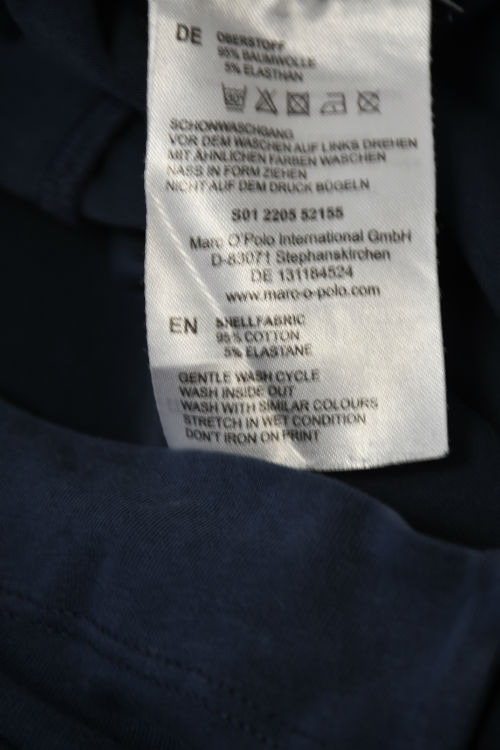 DE
OBERSTOFF
95% BAUMWOLLE
5% ELASTHAN
30°
SCHONWASCHGANG
VOR DEM WASCHEN AUF LINKS DREHEN
MIT ÄHNLICHEN FARBEN WASCHEN
NASS IN FORM ZIEHEN
NICHT AUF DEM DRUCK BÜGELN
S01 2205 52155
Marc O'Polo International GmbH
D-83071 Stephanskirchen
DE 131184524
www.marc-o-polo.com
EN
SHELLFABRIC
95% COTTON
5% ELASTANE
GENTLE WASH CYCLE
WASH INSIDE OUT
WASH WITH SIMILAR COLOURS
STRETCH IN WET CONDITION
DON'T IRON ON PRINT